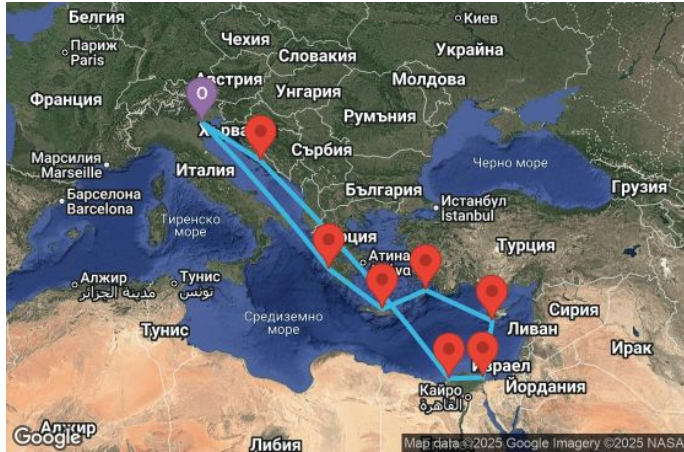 Белгия
Киев
Чехия
Париж
Paris
Словакия
Украйна
Австрия
Молдова
Унгария
О
Франция
Румъния
Хърва
Сърбия
Марсилия
Marseille
Италия
Черно море
Грузия
България
Барселона
Barcelona
Истанбул
İstanbul
Тиренско
море
Атина
Турция
Алжир
مدينة الجزائر
Тунис
تونس
Средиземно
море
Сирия
Ливан
Тунис
Ирак
Израел
Йордания
Кайро
القاهرة
Алжир
Либия
Google
Map data ©2025 Google Imagery ©2025 NASA